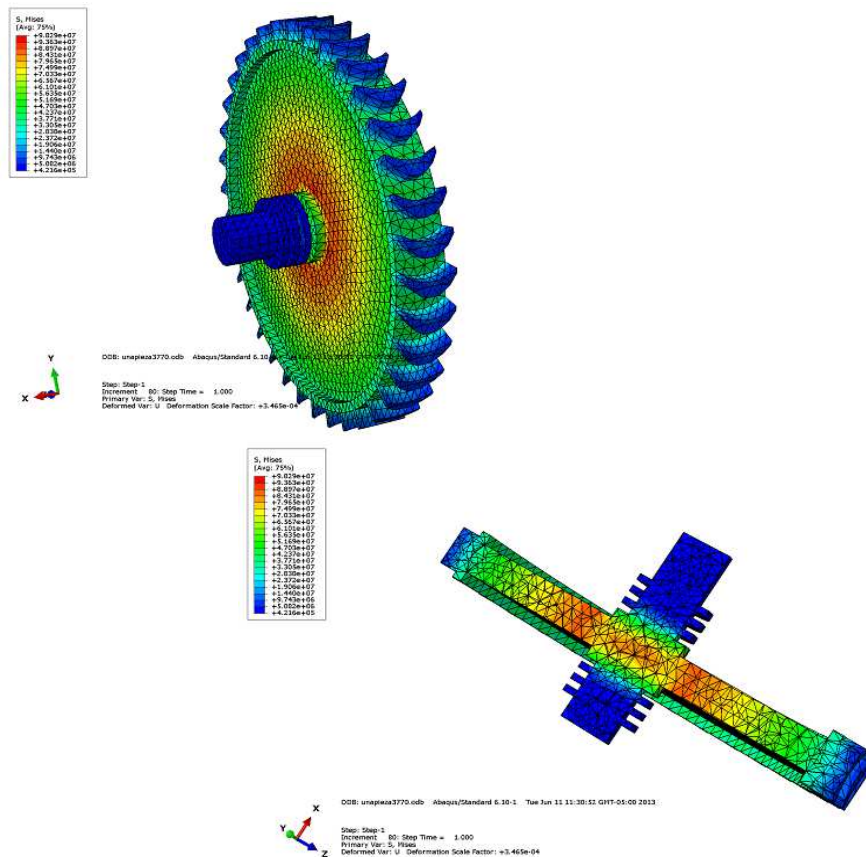 S, Mises
(Avg: 75%)
+9.829e+07
+9.363e+07
+8.897e+07
+8.431e+07
+7.965e+07
+7.499e+07
+7.033e+07
+6.567e+07
+6.101e+07
+5.635e+07
+5.169e+07
+4.703e+07
+4.237e+07
+3.771e+07
+3.305e+07
+2.838e+07
+2.372e+07
+1.906e+07
+1.440e+07
+9.743e+06
+5.082e+06
+4.216e+05
Y
X
ODB: unapieza3770.odb Abaqus/Standard 6.10-1
Step: Step-1
Increment 80: Step Time = 1.000
Primary Var: S, Mises
Deformed Var: U Deformation Scale Factor: +3.465e-04
S, Mises
(Avg: 75%)
+9.829e+07
+9.363e+07
+8.897e+07
+8.431e+07
+7.965e+07
+7.499e+07
+7.033e+07
+6.567e+07
+6.101e+07
+5.635e+07
+5.169e+07
+4.703e+07
+4.237e+07
+3.771e+07
+3.305e+07
+2.838e+07
+2.372e+07
+1.906e+07
+1.440e+07
+9.743e+06
+5.082e+06
+4.216e+05
X
Y
Z
ODB: unapieza3770.odb Abaqus/Standard 6.10-1 Tue Jun 11 11:30:52 GMT-05:00 2013
Step: Step-1
Increment 80: Step Time = 1.000
Primary Var: S, Mises
Deformed Var: U Deformation Scale Factor: +3.465e-04